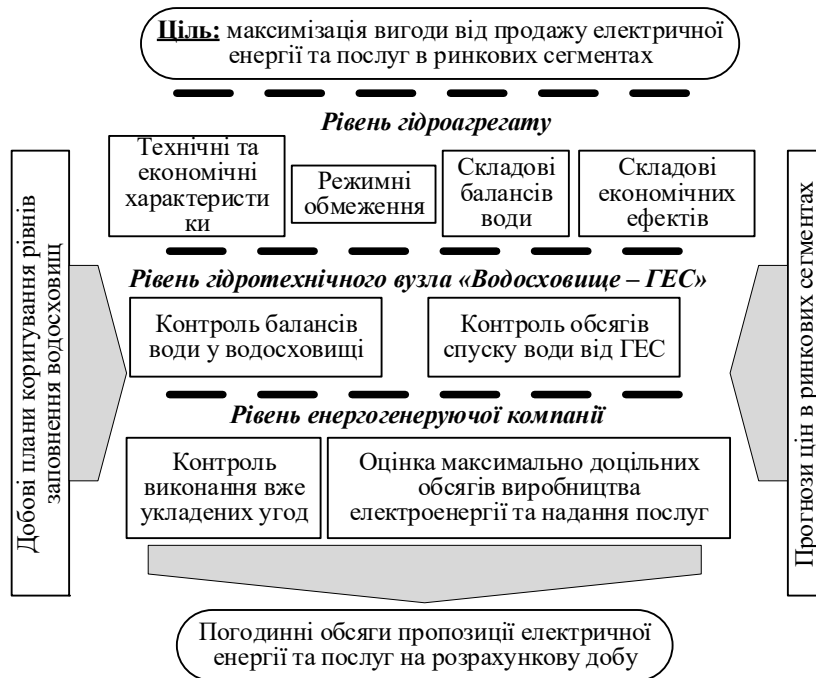 Ціль: максимізація вигоди від продажу електричної
енергії та послуг в ринкових сегментах
Рівень гідроагрегату
Технічні та
економічні
характеристи
ки
Режимні
обмеження
Складові
балансів
води
Складові
економічних
ефектів
Рівень гідротехнічного вузла «Водосховище – ГЕС»
Контроль балансів
води у водосховищі
Контроль обсягів
спуску води від ГЕС
Рівень енергогенеруючої компанії
Контроль
виконання вже
укладених угод
Оцінка максимально доцільних
обсягів виробництва
електроенергії та надання послуг
Добові плани коригування рівнів
заповнення водосховищ
Прогнози цін в ринкових сегментах
Погодинні обсяги пропозиції електричної
енергії та послуг на розрахункову добу